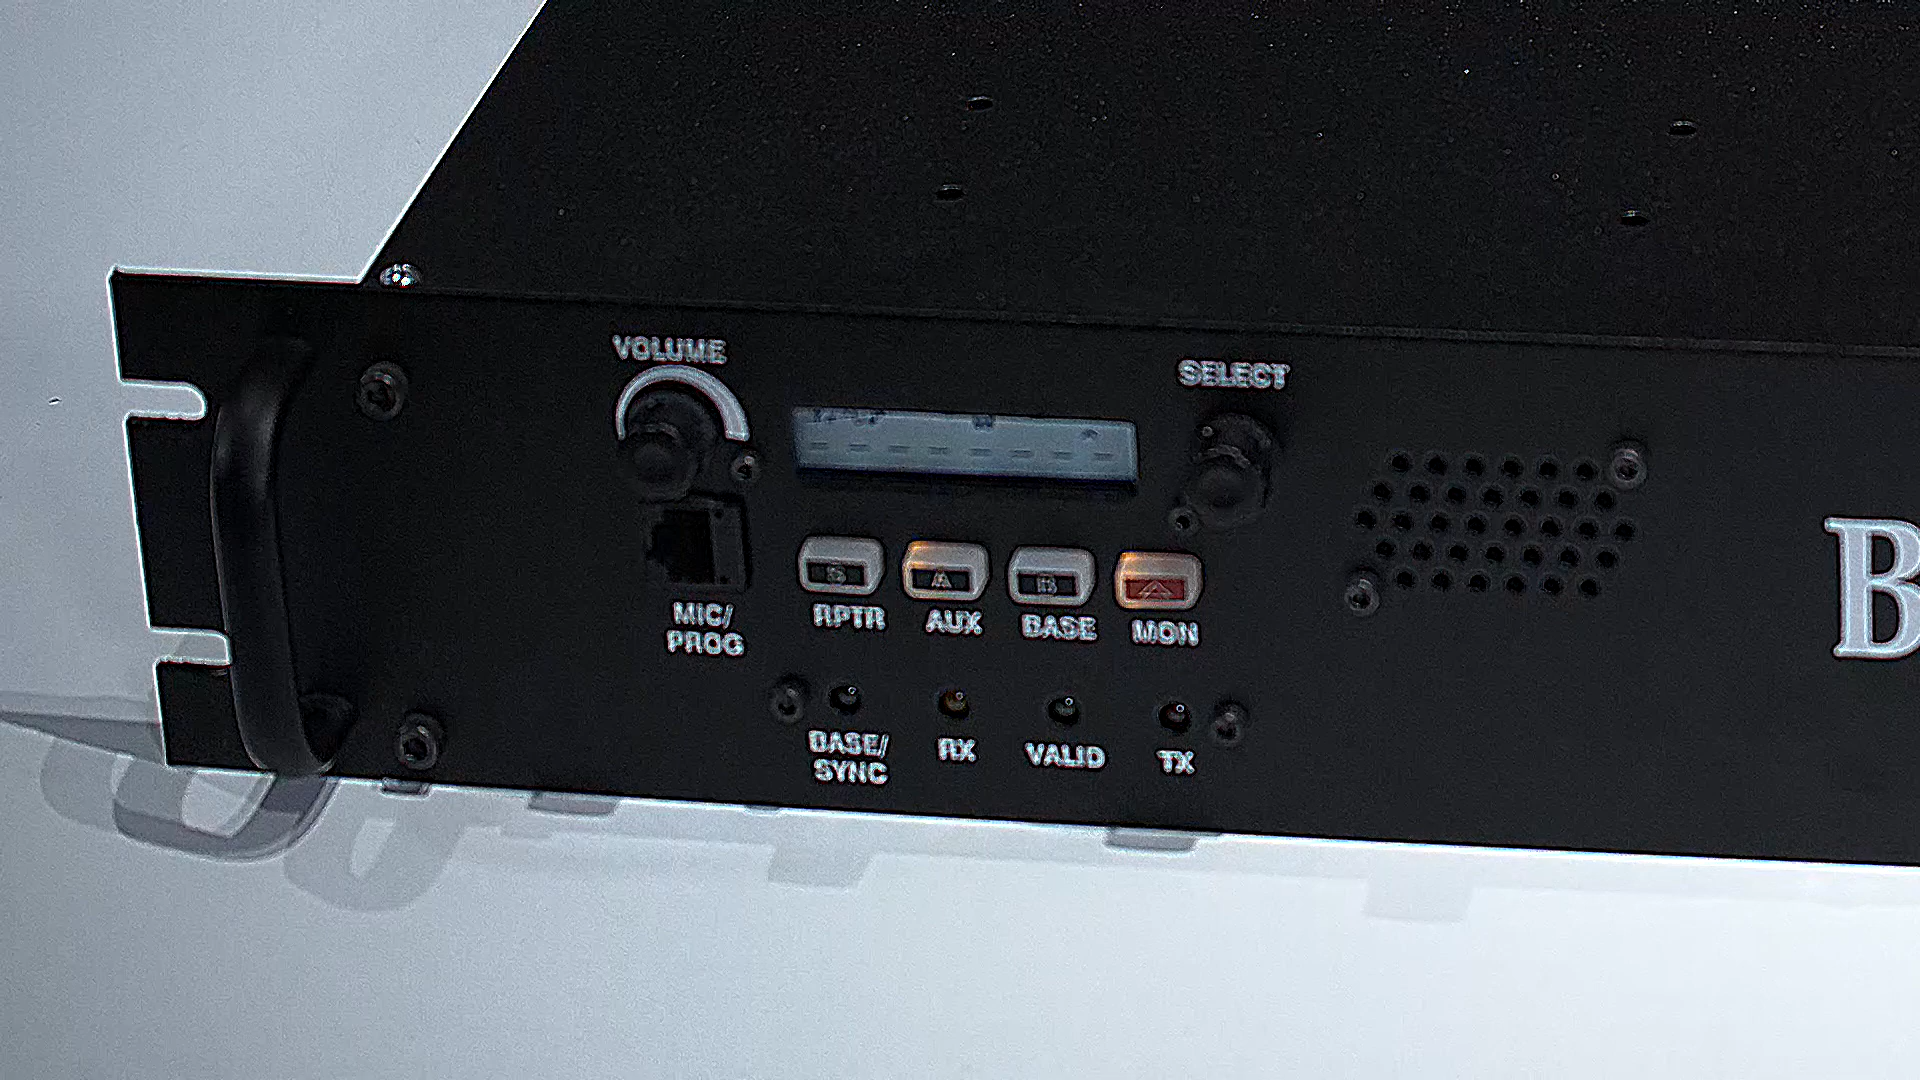 VOLUME
SELECT
S
A
B
RPTR
AUX
BASE
MON
MIC/
PROG
BASE/
SYNC
RX
VALID
TX
B